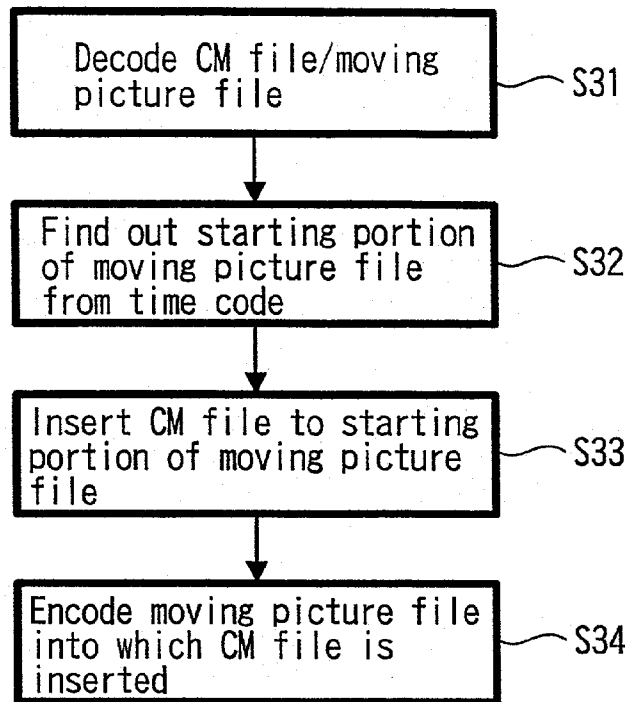 Decode CM file/moving
picture file
S31
Find out starting portion
of moving picture file
from time code
S32
Insert CM file to starting
portion of moving picture
file
S33
Encode moving picture file
into which CM file is
inserted
S34